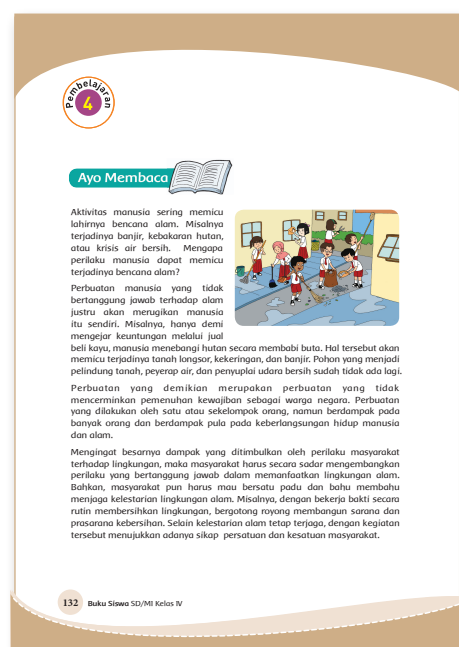 Pembelajaran
4
Ayo Membaca
Aktivitas manusia sering memicu
lahirnya bencana alam. Misalnya
terjadinya banjir, kebakaran hutan,
atau krisis air bersih. Mengapa
perilaku manusia dapat memicu
terjadinya bencana alam?
Perbuatan manusia yang tidak
bertanggung jawab terhadap alam
justru akan merugikan manusia
itu sendiri. Misalnya, hanya demi
mengejar keuntungan melalui jual
beli kayu, manusia menebangi hutan secara membabi buta. Hal tersebut akan
memicu terjadinya tanah longsor, kekeringan, dan banjir. Pohon yang menjadi
pelindung tanah, peyerap air, dan penyuplai udara bersih sudah tidak ada lagi.
Perbuatan yang demikian merupakan perbuatan yang tidak
mencerminkan pemenuhan kewajiban sebagai warga negara. Perbuatan
yang dilakukan oleh satu atau sekelompok orang, namun berdampak pada
banyak orang dan berdampak pula pada keberlangsungan hidup manusia
dan alam.
Mengingat besarnya dampak yang ditimbulkan oleh perilaku masyarakat
terhadap lingkungan, maka masyarakat harus secara sadar mengembangkan
perilaku yang bertanggung jawab dalam memanfaatkan lingkungan alam.
Bahkan, masyarakat pun harus mau bersatu padu dan bahu membahu
menjaga kelestarian lingkungan alam. Misalnya, dengan bekerja bakti secara
rutin membersihkan lingkungan, bergotong royong membangun sarana dan
prasarana kebersihan. Selain kelestarian alam tetap terjaga, dengan kegiatan
tersebut menujukkan adanya sikap persatuan dan kesatuan masyarakat.
132 Buku Siswa SD/MI Kelas IV